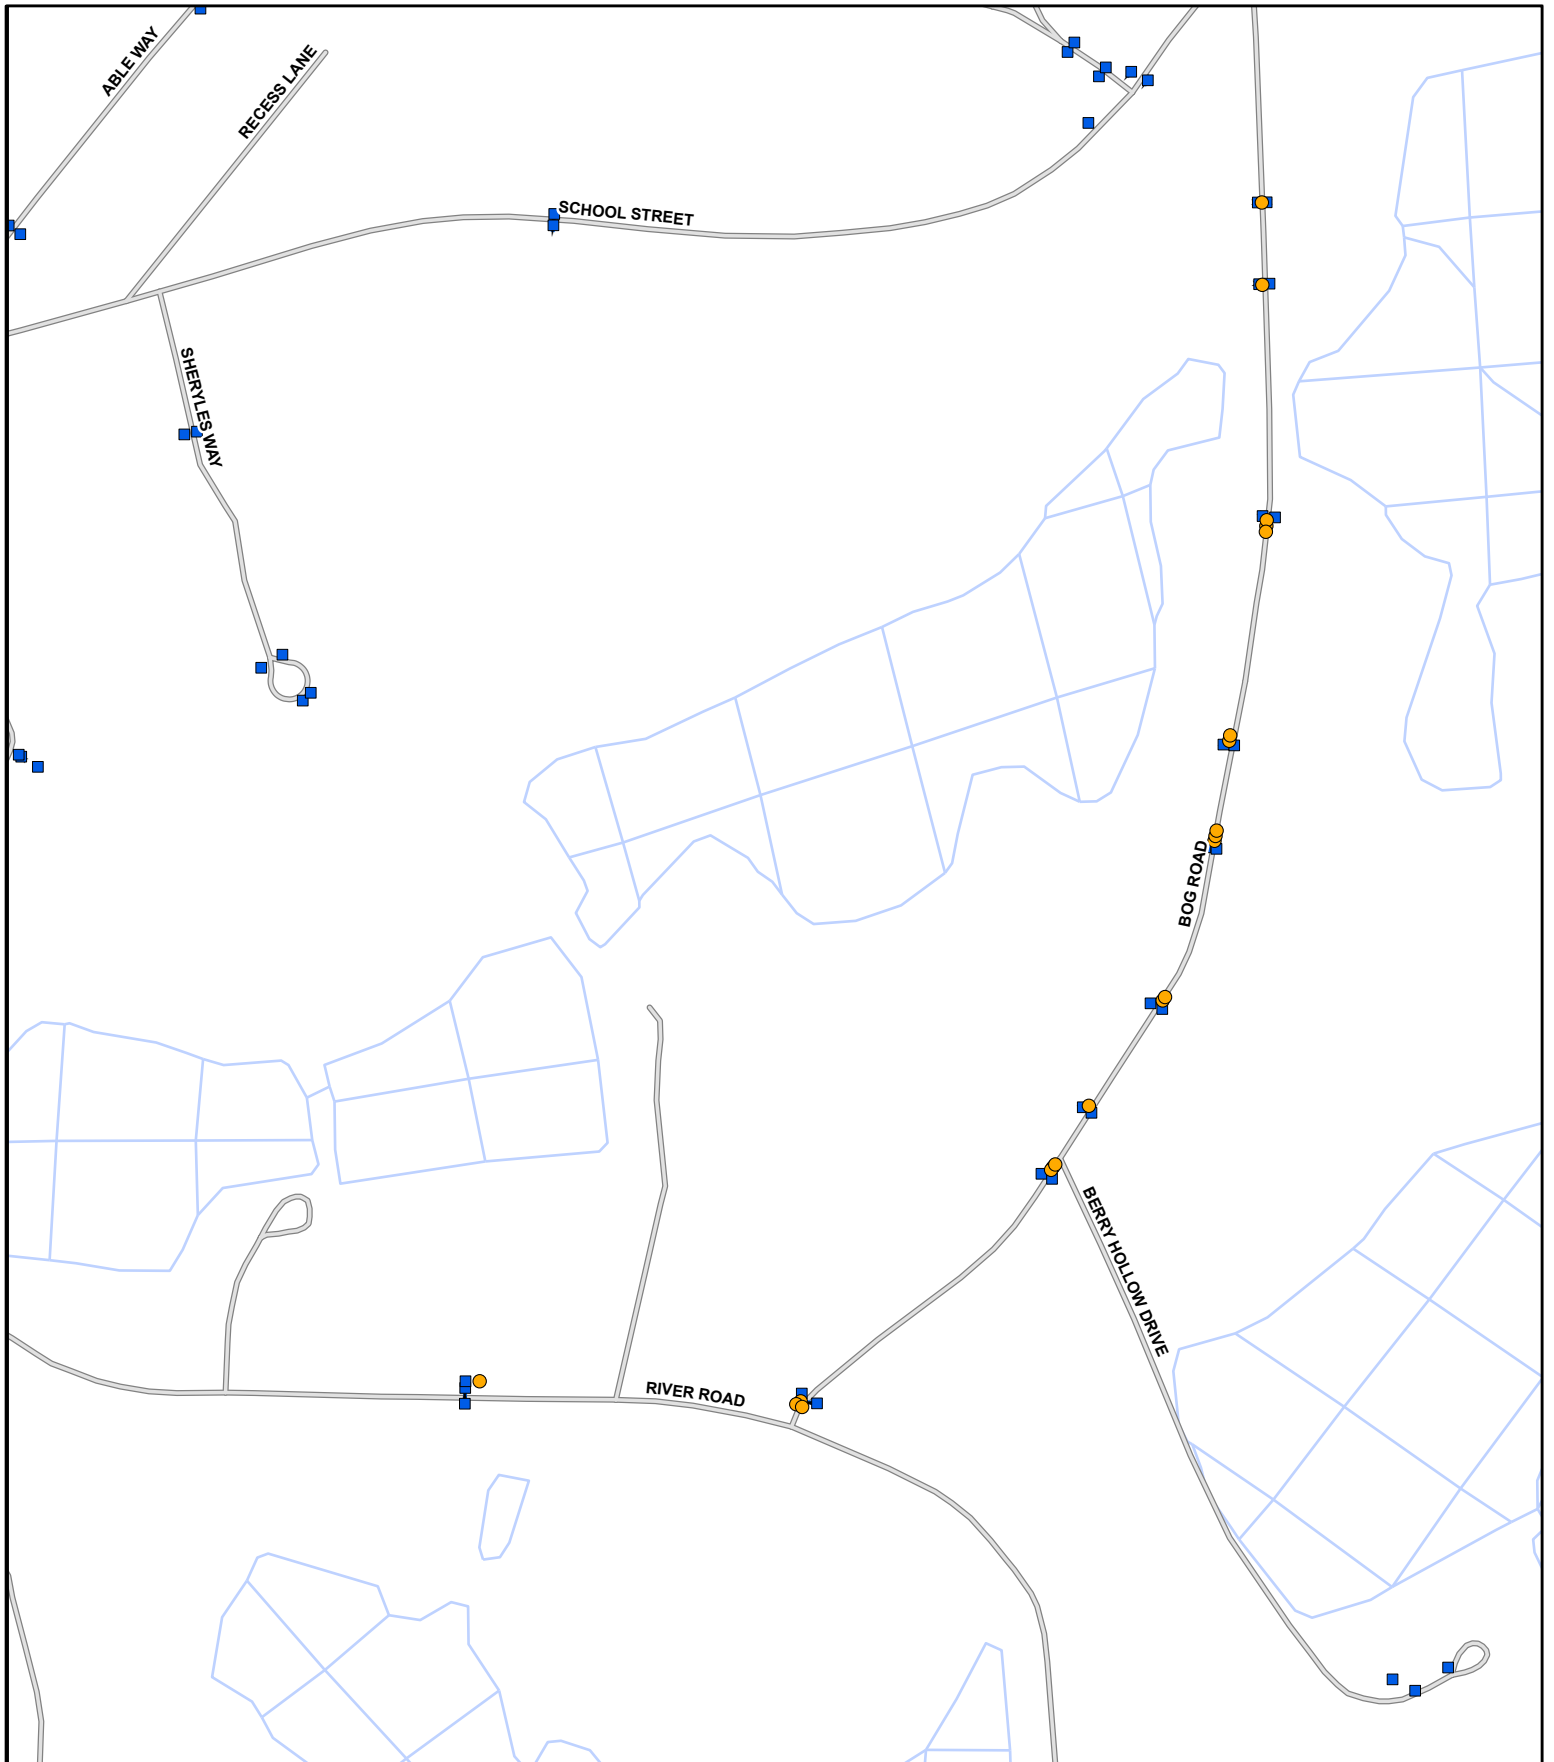 ABLE WAY
RECESS LANE
SCHOOL STREET
SHERYLES WAY
BOG ROAD
BERRY HOLLOW DRIVE
RIVER ROAD